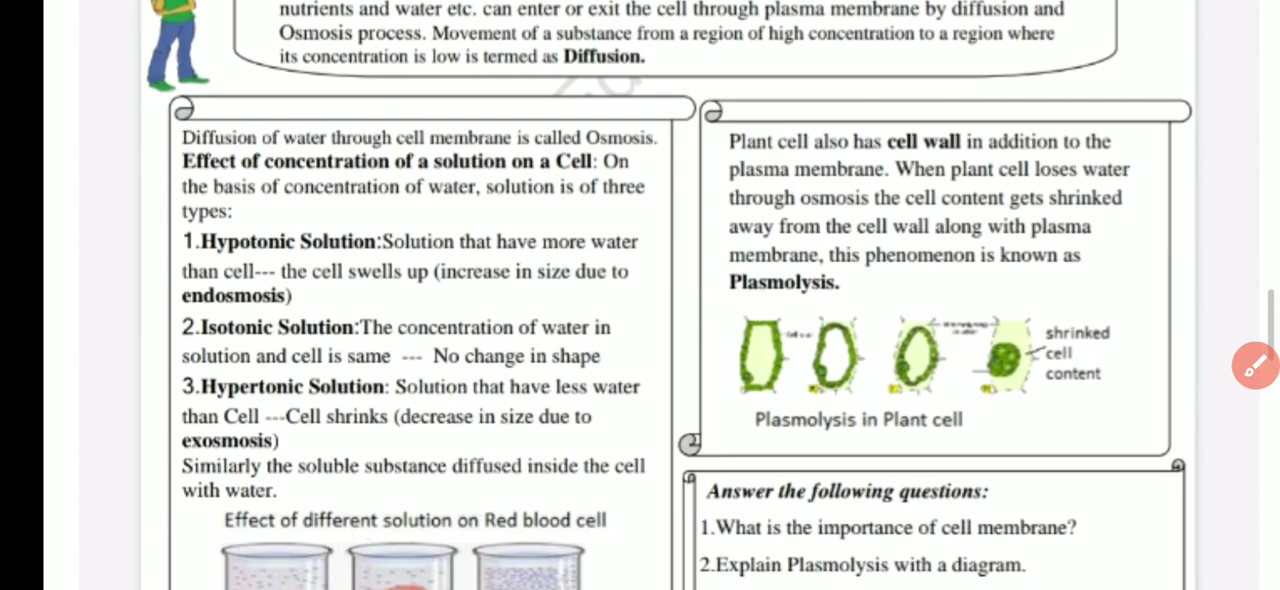 nutrients and water etc. can enter or exit the cell through plasma membrane by diffusion and
Osmosis process. Movement of a substance from a region of high concentration to a region where
its concentration is low is termed as Diffusion.
Diffusion of water through cell membrane is called Osmosis.
Effect of concentration of a solution on a Cell: On
the basis of concentration of water, solution is of three
types:
1.Hypotonic Solution:Solution that have more water
than cell--- the cell swells up (increase in size due to
endosmosis)
2.Isotonic Solution:The concentration of water in
solution and cell is same --- No change in shape
3.Hypertonic Solution: Solution that have less water
than Cell ---Cell shrinks (decrease in size due to
exosmosis)
Similarly the soluble substance diffused inside the cell
with water.
Effect of different solution on Red blood cell
Plant cell also has cell wall in addition to the
plasma membrane. When plant cell loses water
through osmosis the cell content gets shrinked
away from the cell wall along with plasma
membrane, this phenomenon is known as
Plasmolysis.
shrinked
cell
content
Plasmolysis in Plant cell
Answer the following questions:
1.What is the importance of cell membrane?
2.Explain Plasmolysis with a diagram.